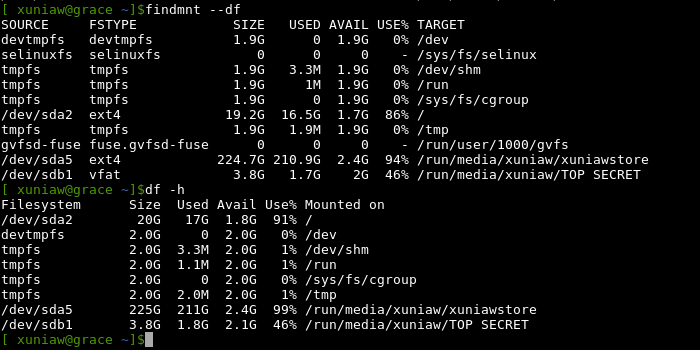 [ xuniaw@grace ~]$findmnt --df
SOURCE     FSTYPE            SIZE   USED AVAIL USE% TARGET
devtmpfs   devtmpfs          1.9G      0  1.9G   0% /dev
selinuxfs  selinuxfs            0      0     0    - /sys/fs/selinux
tmpfs      tmpfs             1.9G   3.3M  1.9G   0% /dev/shm
tmpfs      tmpfs             1.9G     1M  1.9G   0% /run
tmpfs      tmpfs             1.9G      0  1.9G   0% /sys/fs/cgroup
/dev/sda2  ext4             19.2G  16.5G  1.7G  86% /
tmpfs      tmpfs             1.9G   1.9M  1.9G   0% /tmp
gvfsd-fuse fuse.gvfsd-fuse      0      0     0    - /run/user/1000/gvfs
/dev/sda5  ext4            224.7G 210.9G  2.4G  94% /run/media/xuniaw/xuniawstore
/dev/sdb1  vfat              3.8G   1.7G    2G  46% /run/media/xuniaw/TOP SECRET
[ xuniaw@grace ~]$df -h
Filesystem      Size  Used Avail Use% Mounted on
/dev/sda2        20G   17G  1.8G  91% /
devtmpfs        2.0G     0  2.0G   0% /dev
tmpfs           2.0G  3.3M  2.0G   1% /dev/shm
tmpfs           2.0G  1.1M  2.0G   1% /run
tmpfs           2.0G     0  2.0G   0% /sys/fs/cgroup
tmpfs           2.0G  2.0M  2.0G   1% /tmp
/dev/sda5       225G  211G  2.4G  99% /run/media/xuniaw/xuniawstore
/dev/sdb1       3.8G  1.8G  2.1G  46% /run/media/xuniaw/TOP SECRET
[ xuniaw@grace ~]$